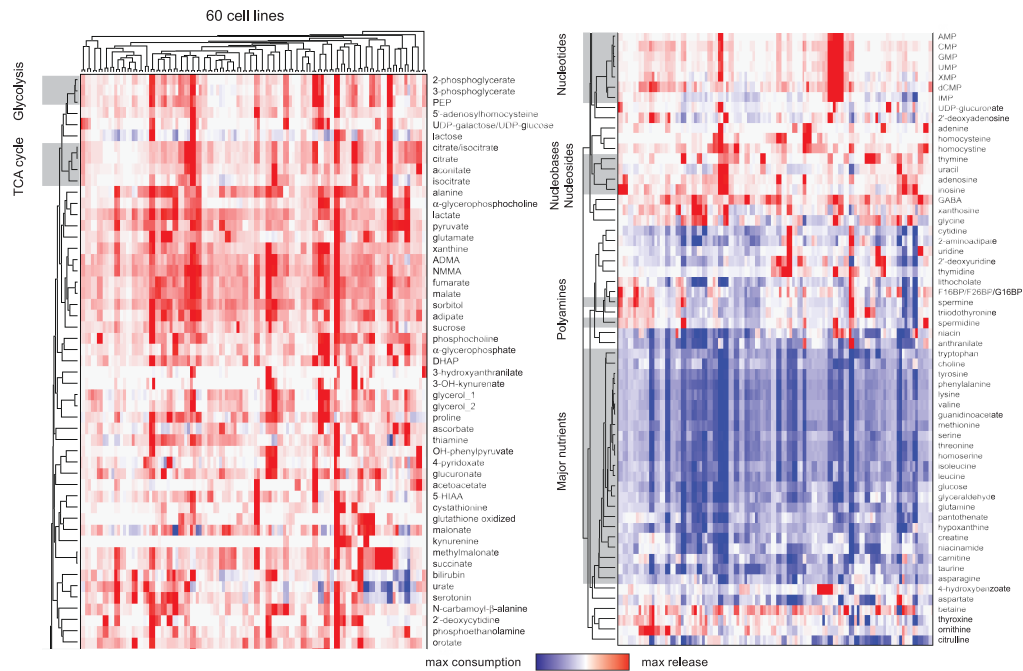 60 cell lines
Glycolysis
TCA cycle
2-phosphoglycerate
3-phosphoglycerate
PEP
5'-adenosylhomocysteine
UDP-galactose/UDP-glucose
lactose
citrate/isocitrate
citrate
aconitate
isocitrate
alanine
α-glycerophosphocholine
lactate
pyruvate
glutamate
xanthine
ADMA
NMMA
fumarate
malate
sorbitol
adipate
sucrose
phosphocholine
α-glycerophosphate
DHAP
3-hydroxyanthranilate
3-OH-kynurenate
glycerol_1
glycerol_2
proline
ascorbate
thiamine
OH-phenylpyruvate
4-pyridoxate
glucuronate
acetoacetate
5 HIAA
cystathionine
glutathione oxidized
malonate
kynurenine
methylmalonate
succinate
bilirubin
urate
serotonin
N-carbamoyl-β-alanine
2'-deoxycytidine
phosphoethanolamine
orotate
Nucleotides
Nucleobases
Nucleosides
Polyamines
Major nutrients
AMP
CMP
GMP
UMP
XMP
dCMP
IMP
UDP-glucuronate
2'-deoxyadenosine
adenine
homocysteine
homocystine
thymine
uracil
adenosine
inosine
GABA
xanthosine
glycine
cytidine
2-aminoadipate
uridine
2'-deoxyuridine
thymidine
lithocholate
F16BP/F26BP/G16BP
spermine
triiodothyronine
spermidine
niacin
anthranilate
tryptophan
choline
tyrosine
phenylalanine
lysine
valine
guanidinoacetate
methionine
serine
threonine
homoserine
isoleucine
leucine
glucose
glyceraldehyde
glutamine
pantothenate
hypoxanthine
creatine
niacinamide
carnitine
taurine
asparagine
4-hydroxybenzoate
aspartate
betaine
thyroxine
ornithine
citrulline
max consumption
max release